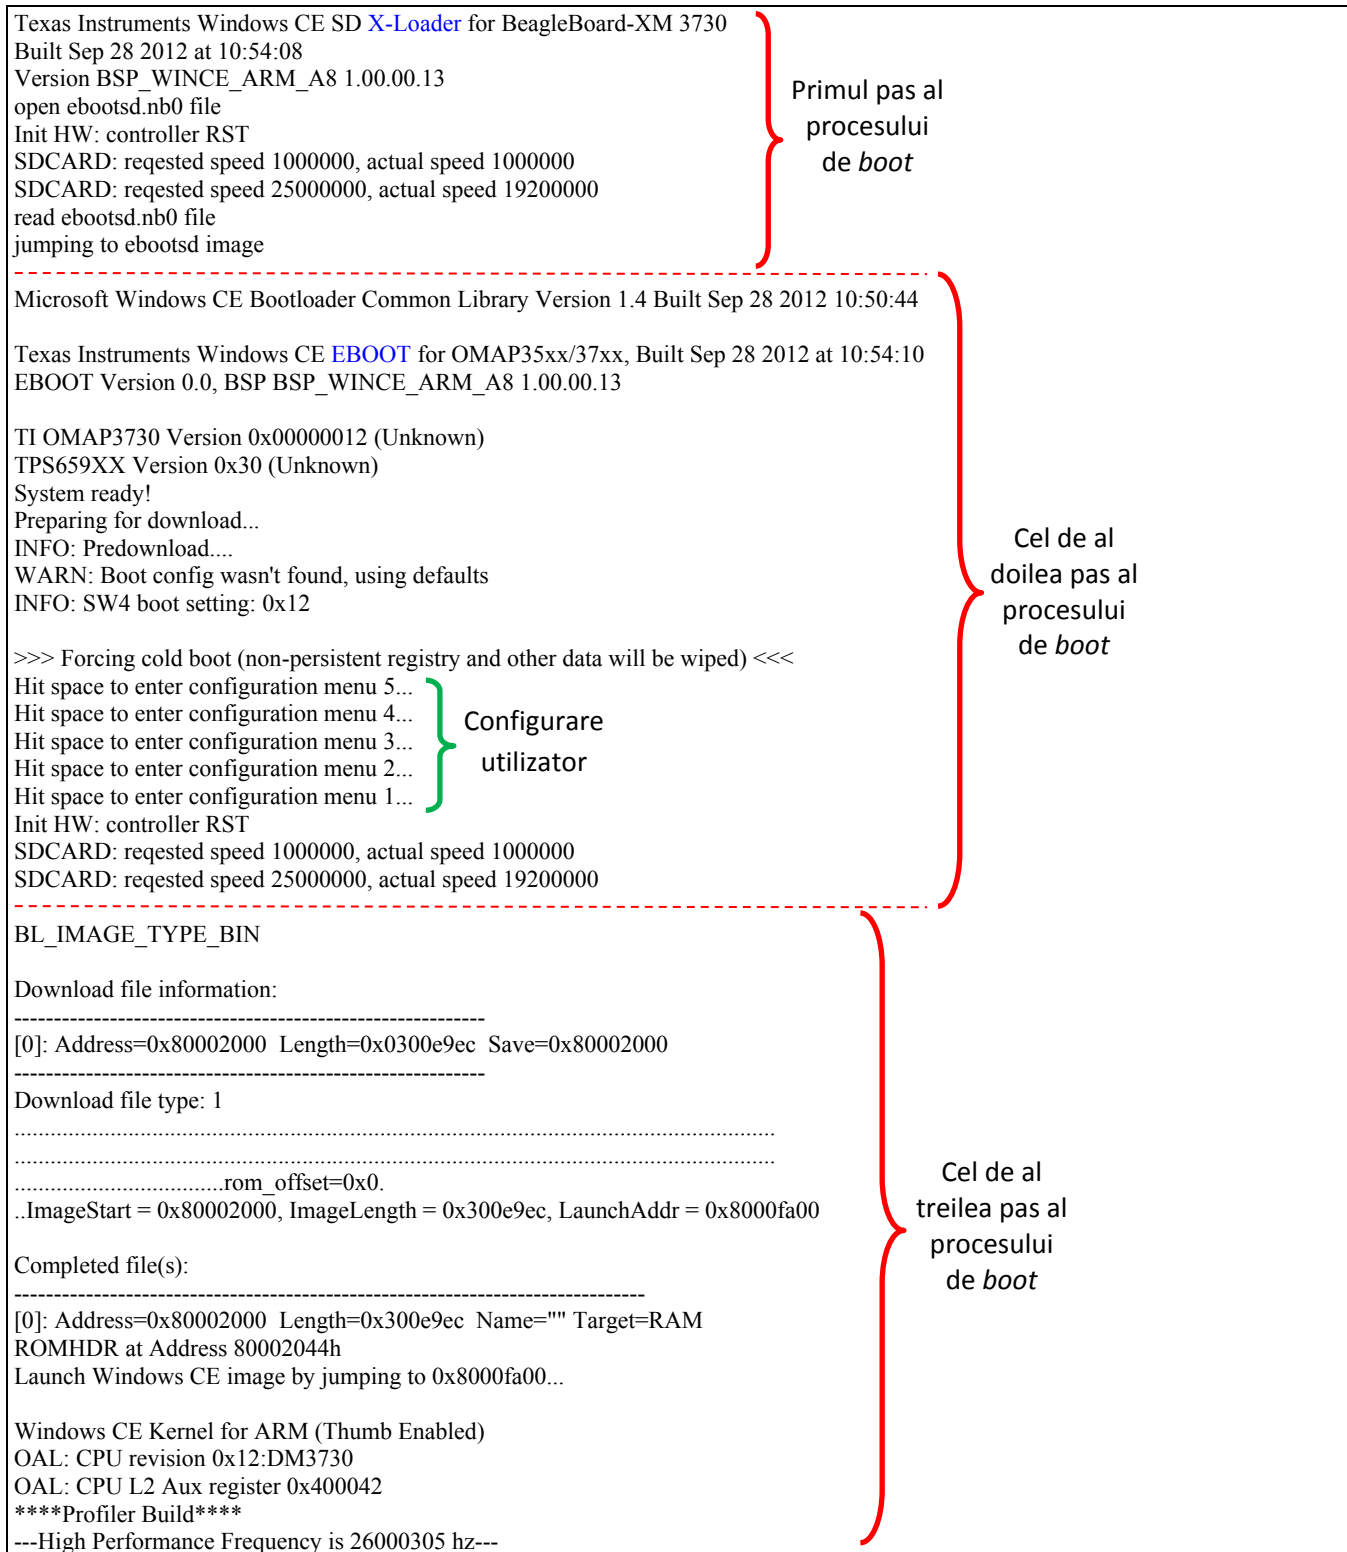 Texas Instruments Windows CE SD X-Loader for BeagleBoard-XM 3730
Built Sep 28 2012 at 10:54:08
Version BSP_WINCE_ARM_A8 1.00.00.13
open ebootsd.nb0 file
Init HW: controller RST
SDCARD: reqested speed 1000000, actual speed 1000000
SDCARD: reqested speed 25000000, actual speed 19200000
read ebootsd.nb0 file
jumping to ebootsd image
Primul pas al
procesului
de boot
Microsoft Windows CE Bootloader Common Library Version 1.4 Built Sep 28 2012 10:50:44
Texas Instruments Windows CE EBOOT for OMAP35xx/37xx, Built Sep 28 2012 at 10:54:10
EBOOT Version 0.0, BSP BSP_WINCE_ARM_A8 1.00.00.13
TI OMAP3730 Version 0x00000012 (Unknown)
TPS659XX Version 0x30 (Unknown)
System ready!
Preparing for download...
INFO: Predownload....
WARN: Boot config wasn't found, using defaults
INFO: SW4 boot setting: 0x12
>>> Forcing cold boot (non-persistent registry and other data will be wiped) <<<
Hit space to enter configuration menu 5...
Hit space to enter configuration menu 4...
Hit space to enter configuration menu 3...
Hit space to enter configuration menu 2...
Hit space to enter configuration menu 1...
Configurare
utilizator
Init HW: controller RST
SDCARD: reqested speed 1000000, actual speed 1000000
SDCARD: reqested speed 25000000, actual speed 19200000
Cel de al
doilea pas al
procesului
de boot
BL_IMAGE_TYPE_BIN
Download file information:
-----------------------------------------------------------
[0]: Address=0x80002000  Length=0x0300e9ec  Save=0x80002000
-----------------------------------------------------------
Download file type: 1
...............................................................................................................................
...............................................................................................................................
...................................rom_offset=0x0.
..ImageStart = 0x80002000, ImageLength = 0x300e9ec, LaunchAddr = 0x8000fa00
Completed file(s):
-------------------------------------------------------------------------------
[0]: Address=0x80002000  Length=0x300e9ec  Name="" Target=RAM
ROMHDR at Address 80002044h
Launch Windows CE image by jumping to 0x8000fa00...
Windows CE Kernel for ARM (Thumb Enabled)
OAL: CPU revision 0x12:DM3730
OAL: CPU L2 Aux register 0x400042
****Profiler Build****
---High Performance Frequency is 26000305 hz---
Cel de al
treilea pas al
procesului
de boot